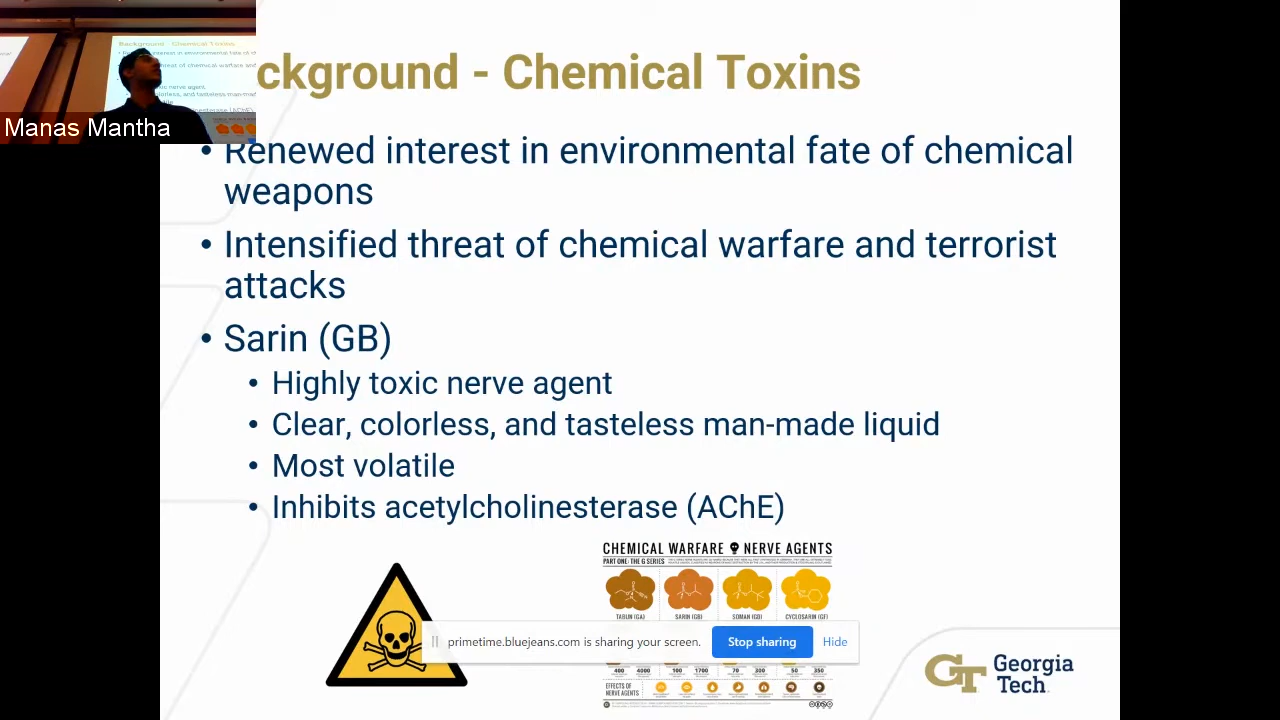 ckground - Chemical Toxins
Manas Mantha
• Renewed interest in environmental fate of chemical
weapons
• Intensified threat of chemical warfare and terrorist
attacks
• Sarin (GB)
• Highly toxic nerve agent
• Clear, colorless, and tasteless man-made liquid
• Most volatile
• Inhibits acetylcholinesterase (AChE)
CHEMICAL WARFARE NERVE AGENTS
PART ONE: THE G SERIES
TABUN (GA) SARIN (GB) SOMAN (GD) CYCLOSARIN (GF)
primetime.bluejeans.com is sharing your screen. Stop sharing Hide
400 4000 100 1700 70 300 50 350
EFFECTS OF
NERVE AGENTS
GT Georgia
Tech